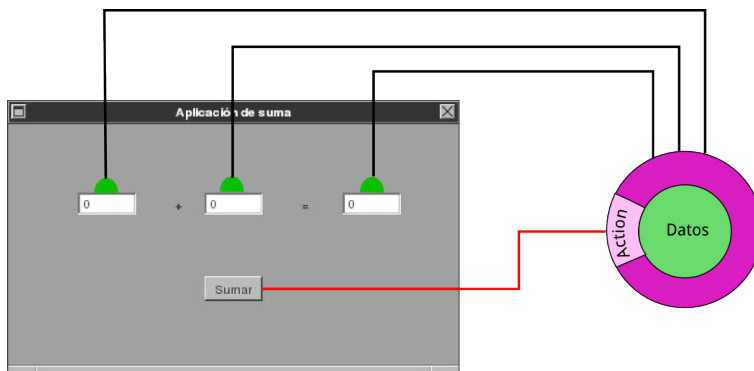 Aplicación de suma
0 + 0 = 0
Sumar
Action
Datos